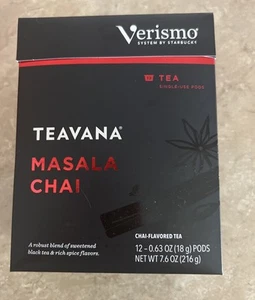 Verismo®
SYSTEM BY STARBUCKS®
TEA
SINGLE-USE PODS
TEAVANA®
MASALA
CHAI
CHAI-FLAVORED TEA
A robust blend of sweetened
black tea & rich spice flavors.
12 – 0.63 OZ (18 g) PODS
NET WT 7.6 OZ (216 g)